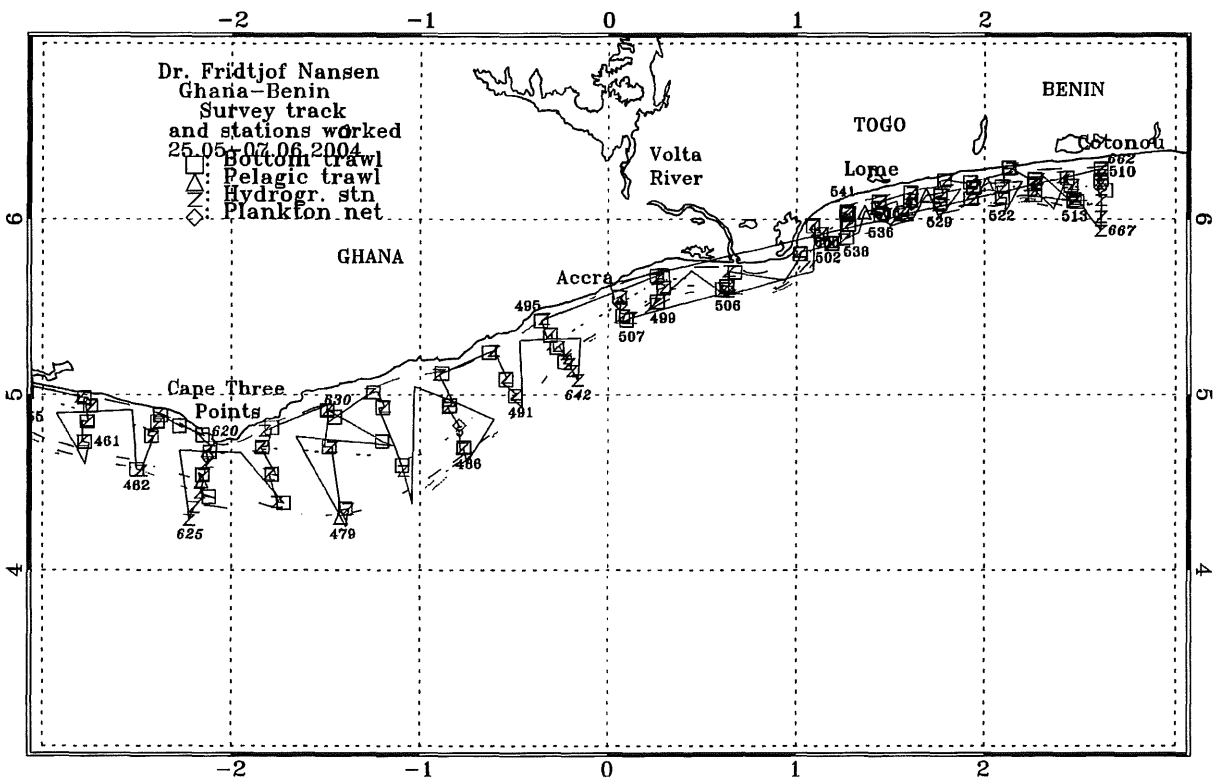 -2 -1 0 1 2
Dr. Fridtjof Nansen
Ghana-Benin
Survey track
and stations worked
25.05-07.06.2004
□: Bottom trawl
△: Pelagic trawl
Z: Hydrogr. stn
◇: Plankton net
BENIN
TOGO
Cotonou
Volta
River
Lome
662
510
541
6
536
529
522
513
667
6
502
538
GHANA
Accra
495
499
506
507
5
Cape Three
Points
630
620
491
642
5
461
462
486
625
479
4
4
-2 -1 0 1 2